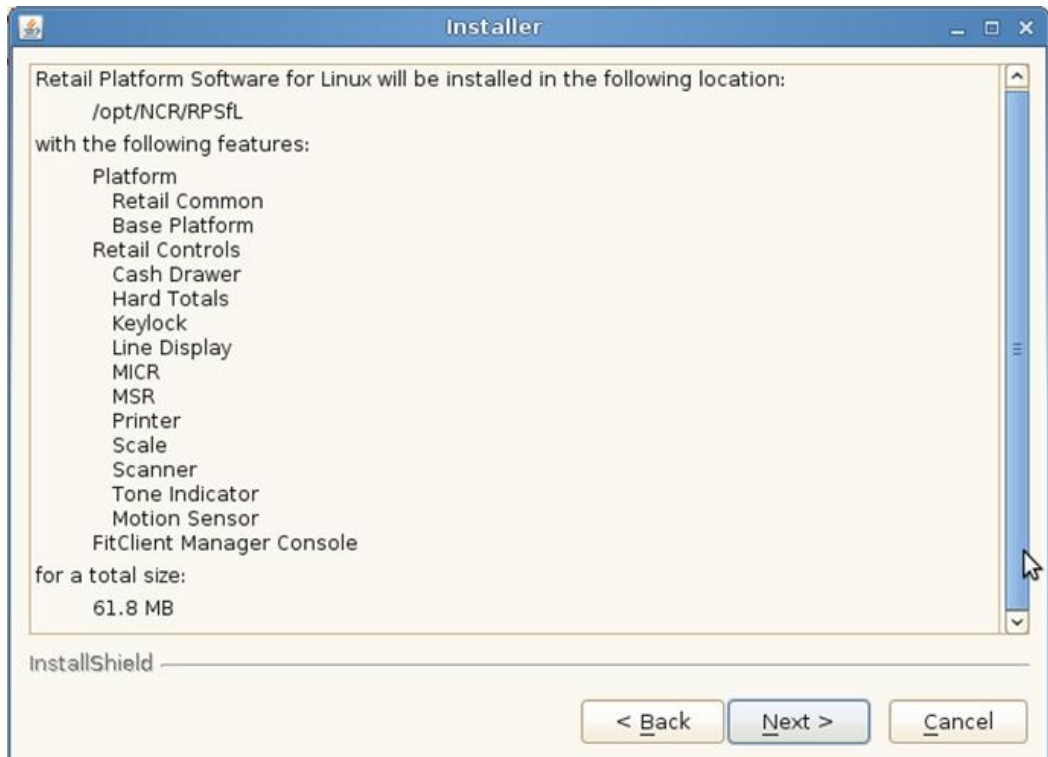 Installer
Retail Platform Software for Linux will be installed in the following location:
/opt/NCR/RPSfL
with the following features:
Platform
Retail Common
Base Platform
Retail Controls
Cash Drawer
Hard Totals
Keylock
Line Display
MICR
MSR
Printer
Scale
Scanner
Tone Indicator
Motion Sensor
FitClient Manager Console
for a total size:
61.8 MB
InstallShield
< Back
Next >
Cancel